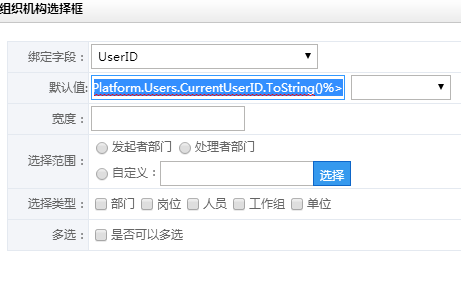 组织机构选择框
绑定字段： UserID
默认值: Platform.Users.CurrentUserID.ToString()%>
宽度：
选择范围： 发起者部门 处理者部门
自定义： 选择
选择类型： 部门 岗位 人员 工作组 单位
多选： 是否可以多选